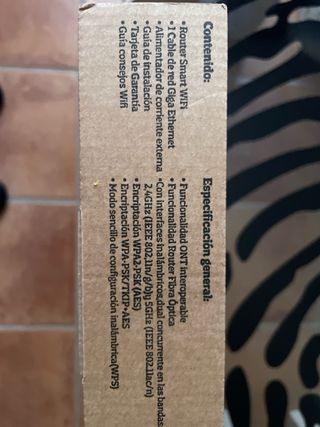 Contenido:
• Router Smart WiFi
• 1 Cable de red Giga Ethernet
• Alimentador de corriente externa
• Guía de instalación
• Tarjeta de Garantía
• Guía consejos Wifi
Especificación general:
• Funcionalidad ONT interoperable
• Funcionalidad Router Fibra Óptica
• Con interfaces inalámbricos, dual concurrente en las bandas:
2,4GHz (IEEE 802.11n/g/b) y 5GHz (IEEE 802.11ac/n)
• Encriptación WPA2-PSK (AES)
• Encriptación WPA-PSK/TKIP+AES
• Modo sencillo de configuración inalámbrica(WPS)